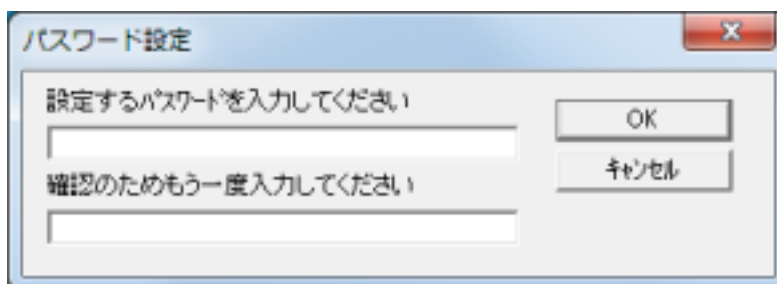 パスワード設定
設定するﾊﾟｽﾜｰﾄﾞを入力してください
OK
ｷｬﾝｾﾙ
確認のためもう一度入力してください